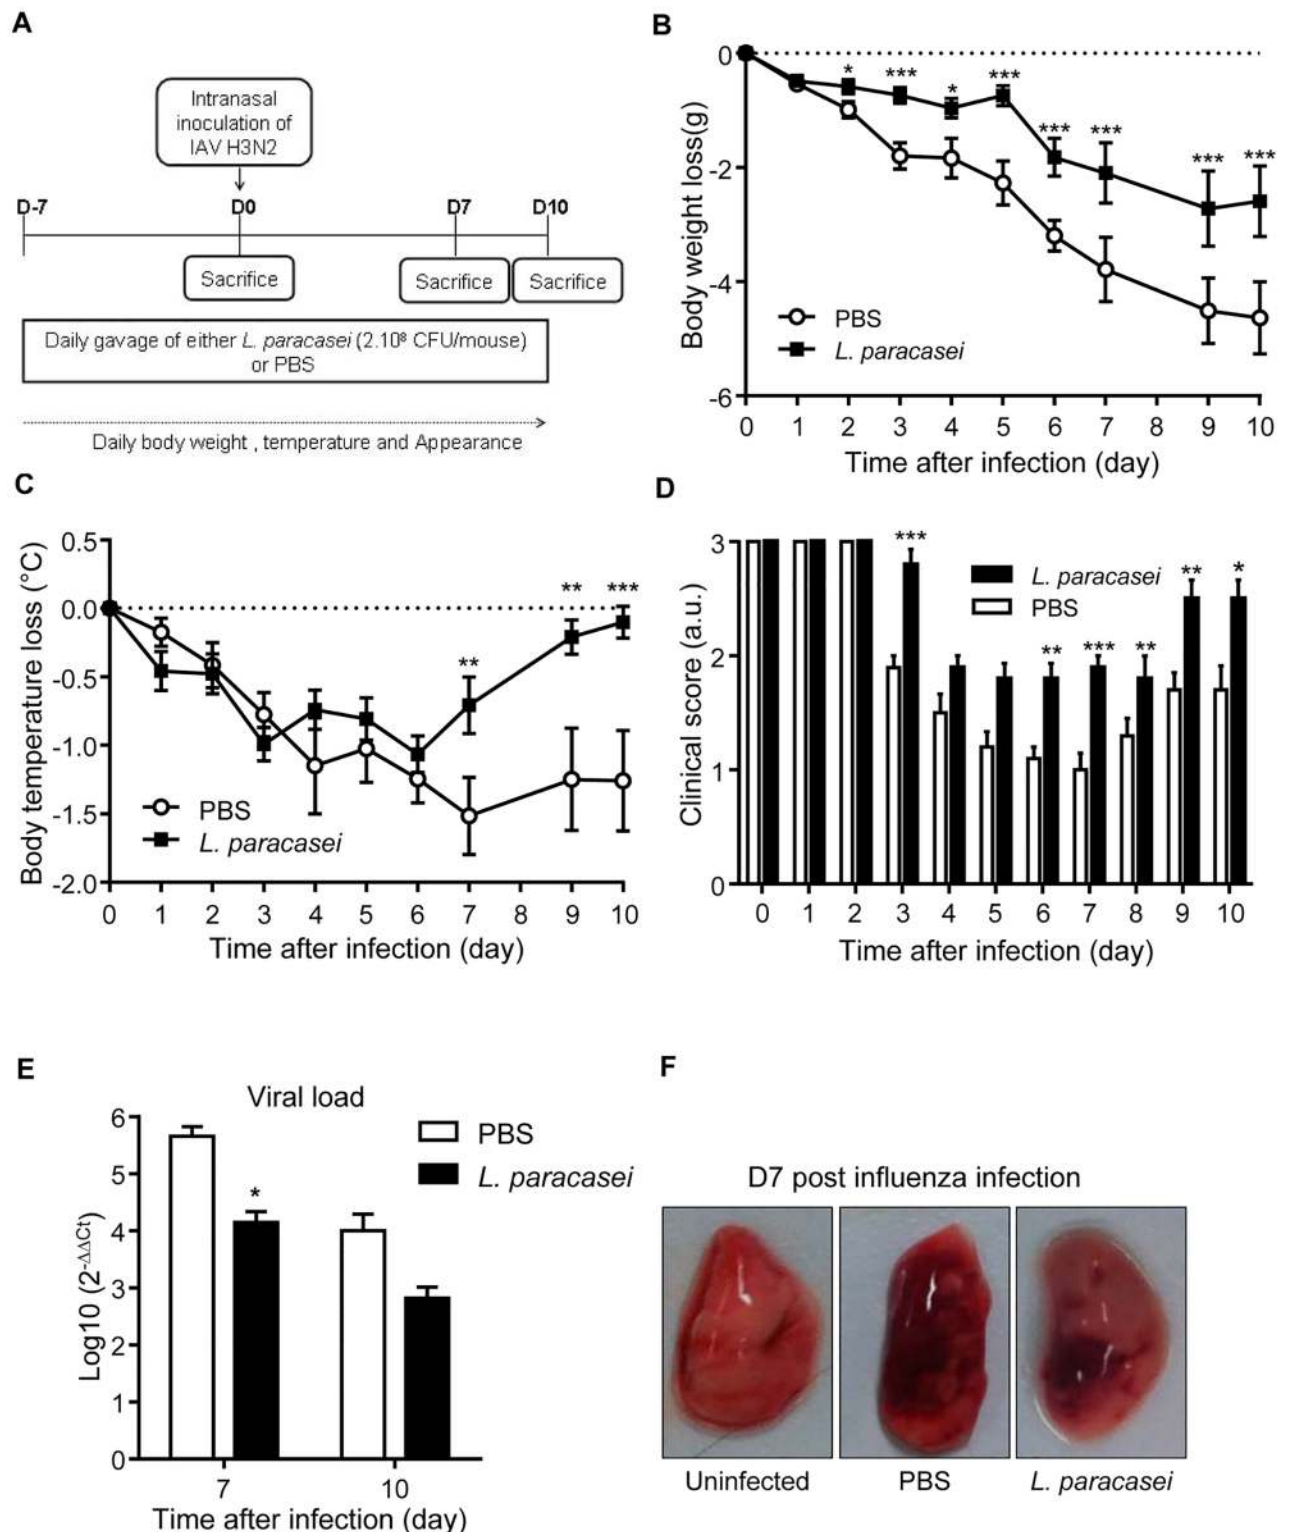 A
Intranasal
inoculation of
IAV H3N2
D-7
D0
D7
D10
Sacrifice
Sacrifice
Sacrifice
Daily gavage of either L. paracasei (2.10⁸ CFU/mouse)
or PBS
Daily body weight , temperature and Appearance
B
Body weight loss(g)
0
-2
-4
-6
*
***
*
***
***
***
***
***
PBS
L. paracasei
0 1 2 3 4 5 6 7 8 9 10
Time after infection (day)
C
Body temperature loss (°C)
0.5
0.0
-0.5
-1.0
-1.5
-2.0
**
**
***
PBS
L. paracasei
0 1 2 3 4 5 6 7 8 9 10
Time after infection (day)
D
Clinical score (a.u.)
3
2
1
0
***
**
***
**
**
*
L. paracasei
PBS
0 1 2 3 4 5 6 7 8 9 10
Time after infection (day)
E
Viral load
Log10 (2-ΔΔCt)
6
5
4
3
2
1
0
*
PBS
L. paracasei
7 10
Time after infection (day)
F
D7 post influenza infection
Uninfected
PBS
L. paracasei